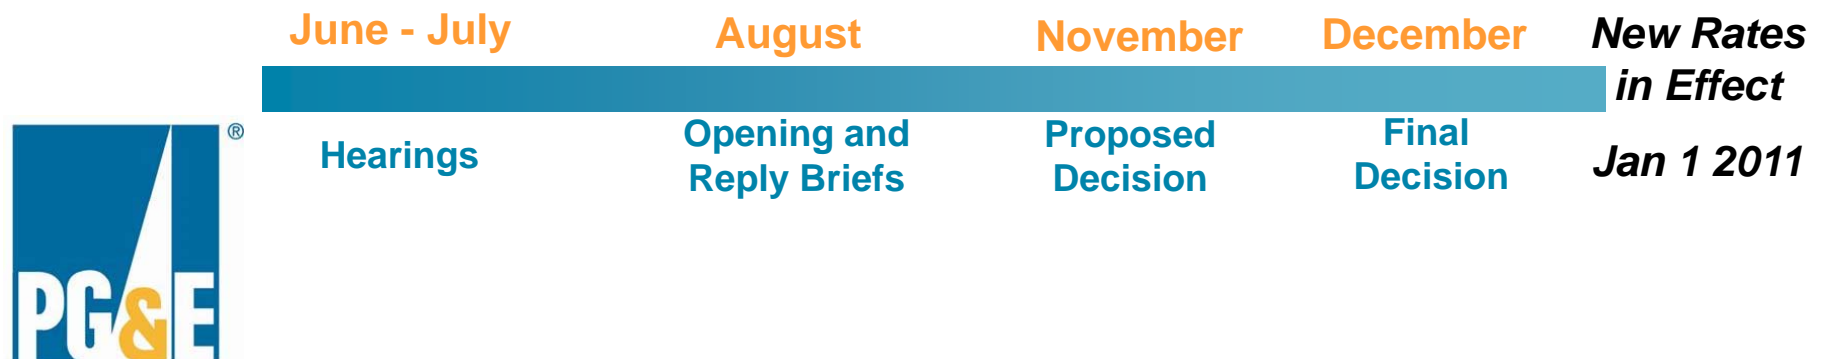 June - July
August
November
December
New Rates
in Effect
Hearings
Opening and
Reply Briefs
Proposed
Decision
Final
Decision
Jan 1 2011
®
PG&E